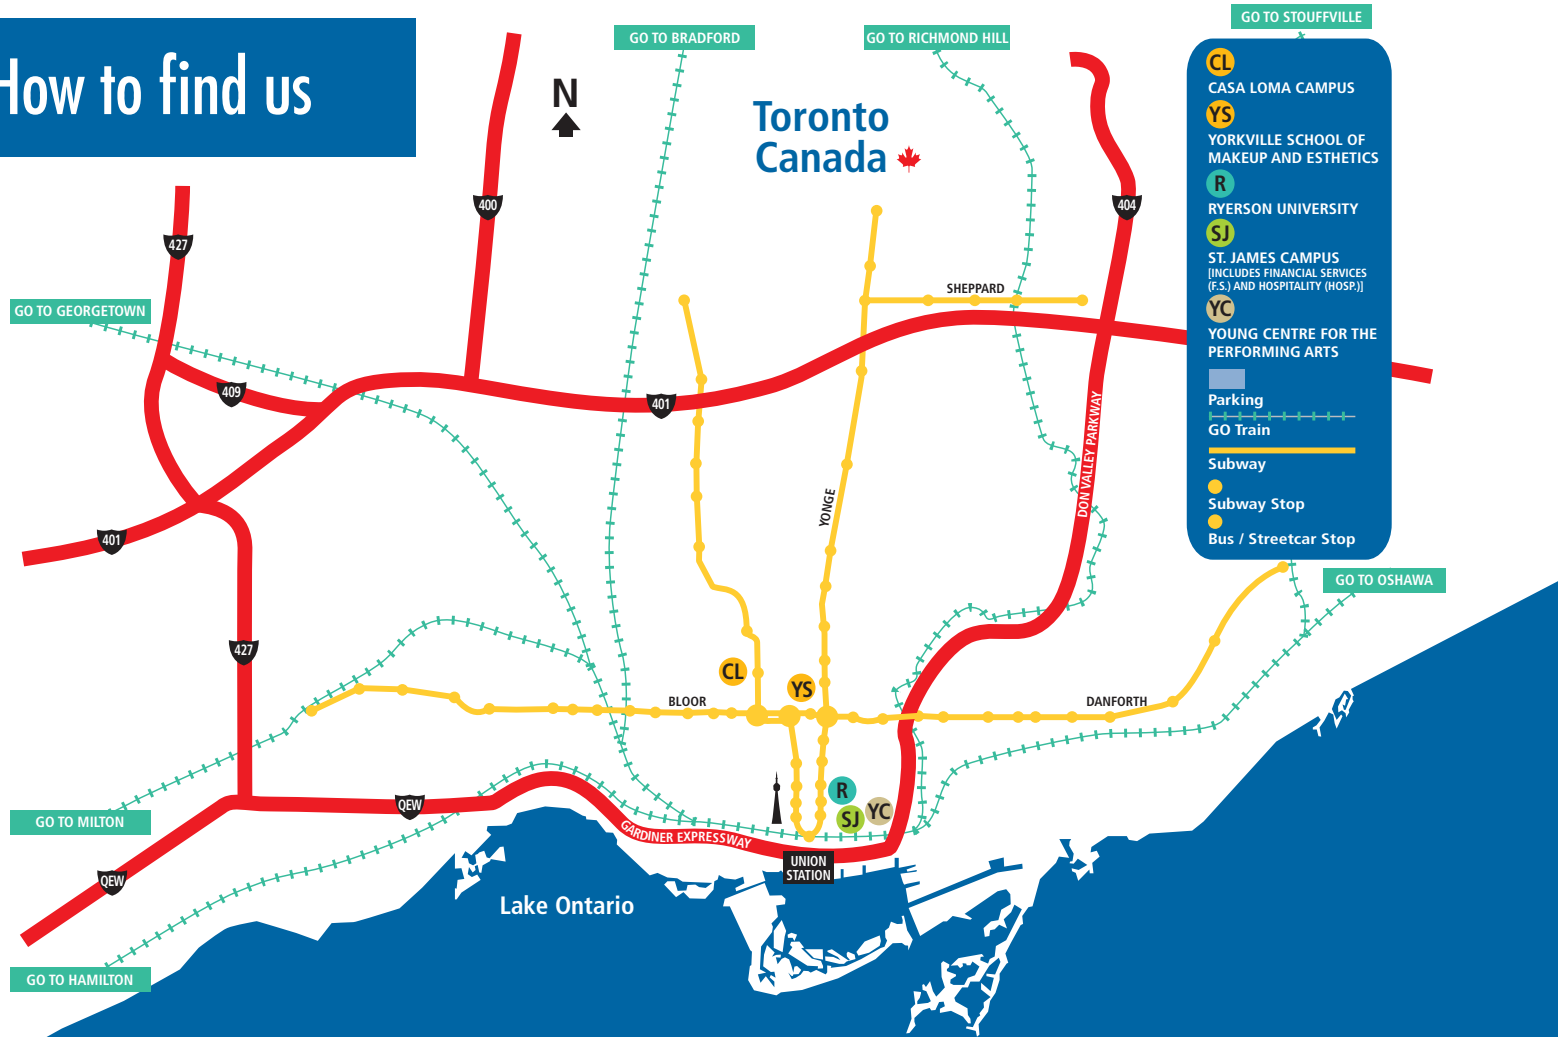 How to find us
GO TO BRADFORD
GO TO RICHMOND HILL
GO TO STOUFFVILLE
N
Toronto
Canada
CL
CASA LOMA CAMPUS
YS
YORKVILLE SCHOOL OF
MAKEUP AND ESTHETICS
R
RYERSON UNIVERSITY
SJ
ST. JAMES CAMPUS
[INCLUDES FINANCIAL SERVICES
(F.S.) AND HOSPITALITY (HOSP.)]
YC
YOUNG CENTRE FOR THE
PERFORMING ARTS
Parking
GO Train
Subway
Subway Stop
Bus / Streetcar Stop
427
400
404
GO TO GEORGETOWN
SHEPPARD
409
401
DON VALLEY PARKWAY
YONGE
401
GO TO OSHAWA
427
CL
YS
BLOOR
DANFORTH
QEW
R
SJ
YC
GO TO MILTON
GARDINER EXPRESSWAY
UNION
STATION
QEW
Lake Ontario
GO TO HAMILTON